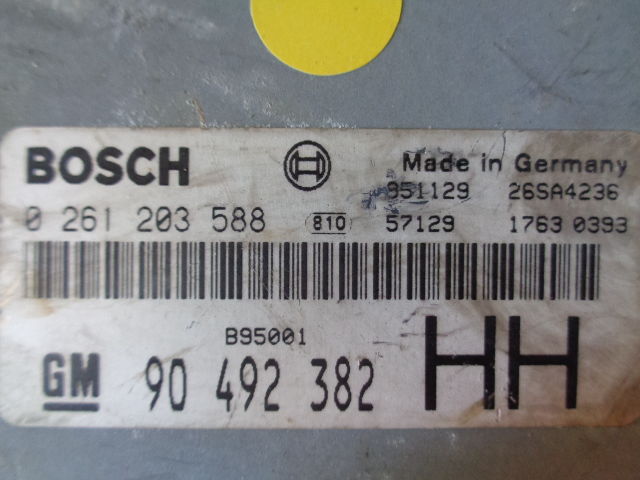 BOSCH Made in Germany
951129 26SA4236
0 261 203 588 810 57129 1763 0393
B95001
GM 90 492 382 HH